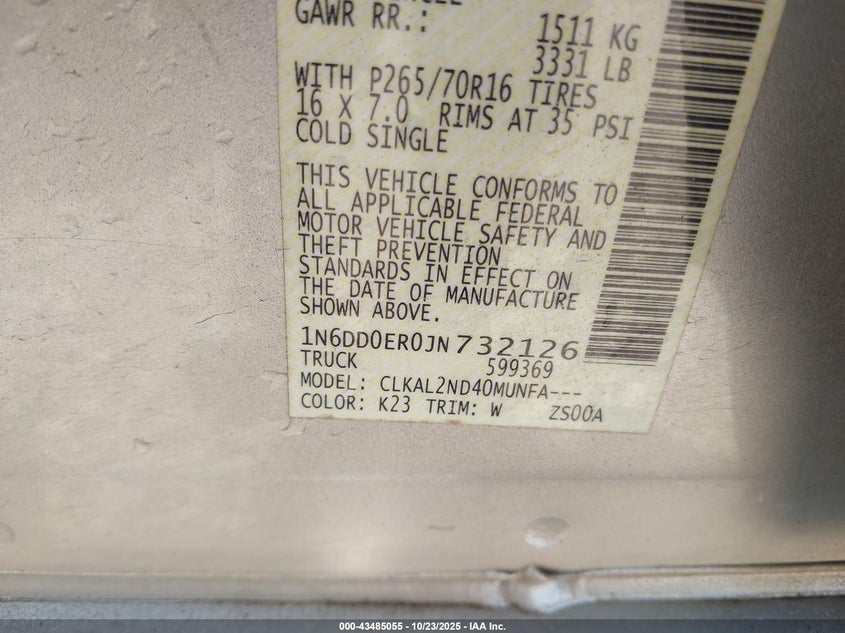 GAWR RR.: 1511 KG
3331 LB
WITH P265/70R16 TIRES
16 X 7.0 RIMS AT 35 PSI
COLD SINGLE
THIS VEHICLE CONFORMS TO
ALL APPLICABLE FEDERAL
MOTOR VEHICLE SAFETY AND
THEFT PREVENTION
STANDARDS IN EFFECT ON
THE DATE OF MANUFACTURE
SHOWN ABOVE.
1N6DD0ER0JN732126
TRUCK 599369
MODEL: CLKAL2ND40MUNFA---
COLOR: K23 TRIM: W ZS00A
000-43485055 - 10/23/2025 - IAA Inc.